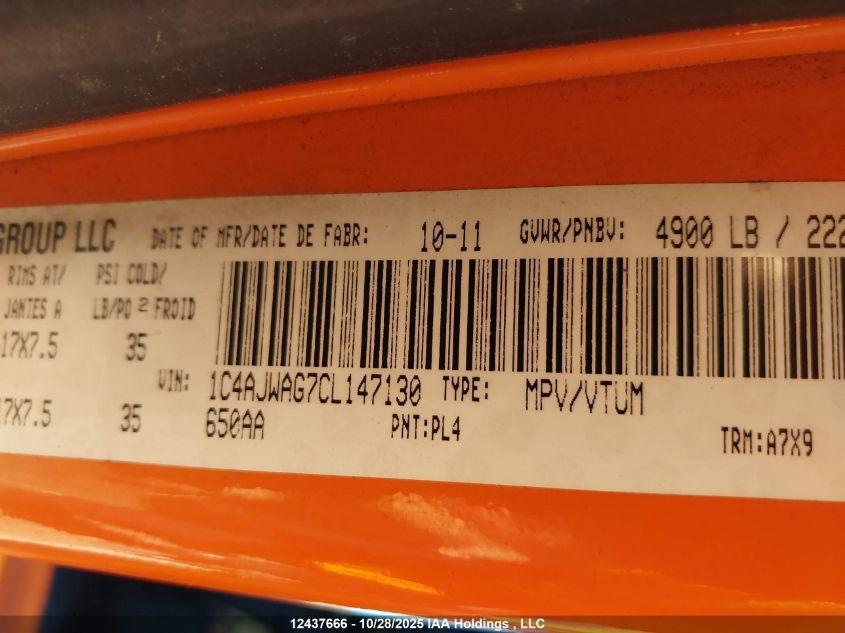 GROUP LLC DATE OF MFR/DATE DE FABR: 10-11 GVWR/PNBV: 4900 LB / 222
RIMS AT/ PSI COLD/
JANTES A LB/PO 2 FROID
17X7.5 35
VIN: 1C4AJWAG7CL147130 TYPE: MPV/VTUM
17X7.5 35 650AA PNT:PL4 TRM:A7X9
12437666 - 10/28/2025 IAA Holdings , LLC